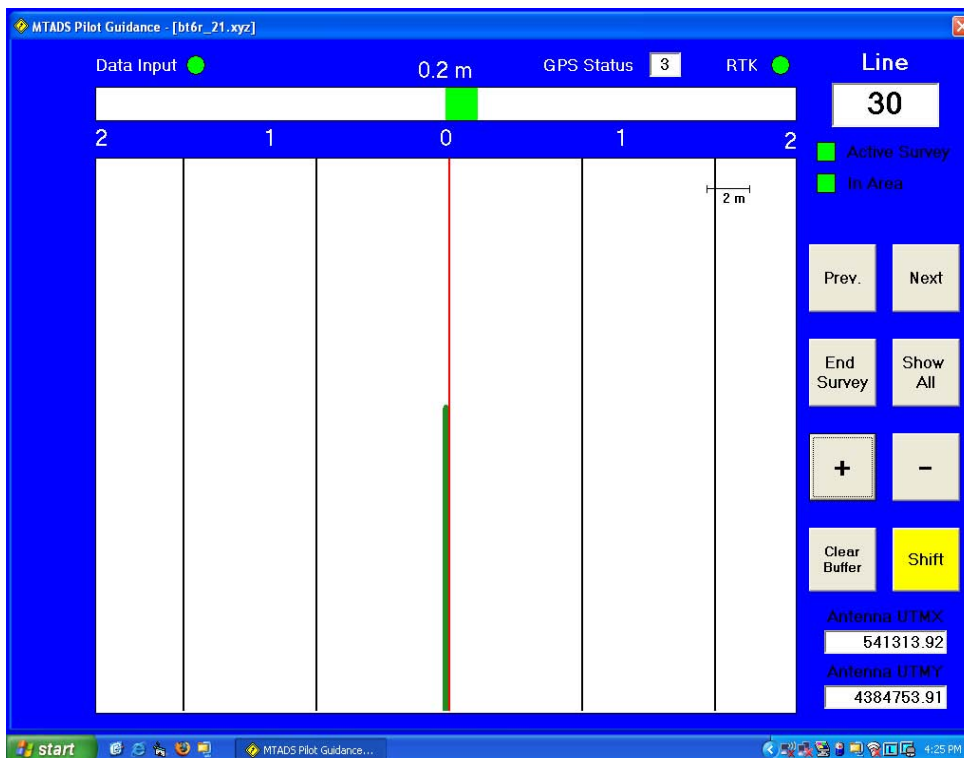 MTADS Pilot Guidance - [bt6r_21.xyz]
Data Input
0.2 m
GPS Status 3
RTK
Line
30
2 1 0 1 2
Active Survey
In Area
2 m
Prev.
Next
End Survey
Show All
+
-
Clear Buffer
Shift
Antenna UTMX
541313.92
Antenna UTMY
4384753.91
start
MTADS Pilot Guidance...
4:25 PM